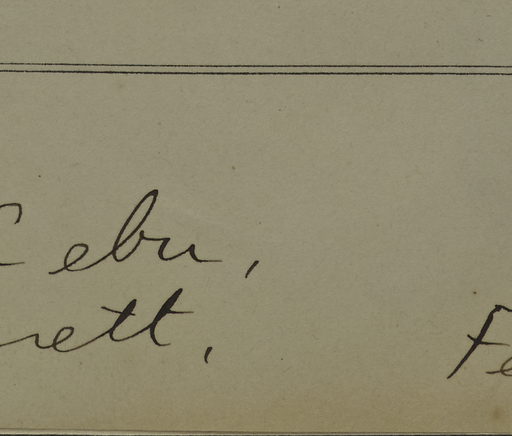 Cebu,
rett, Fe